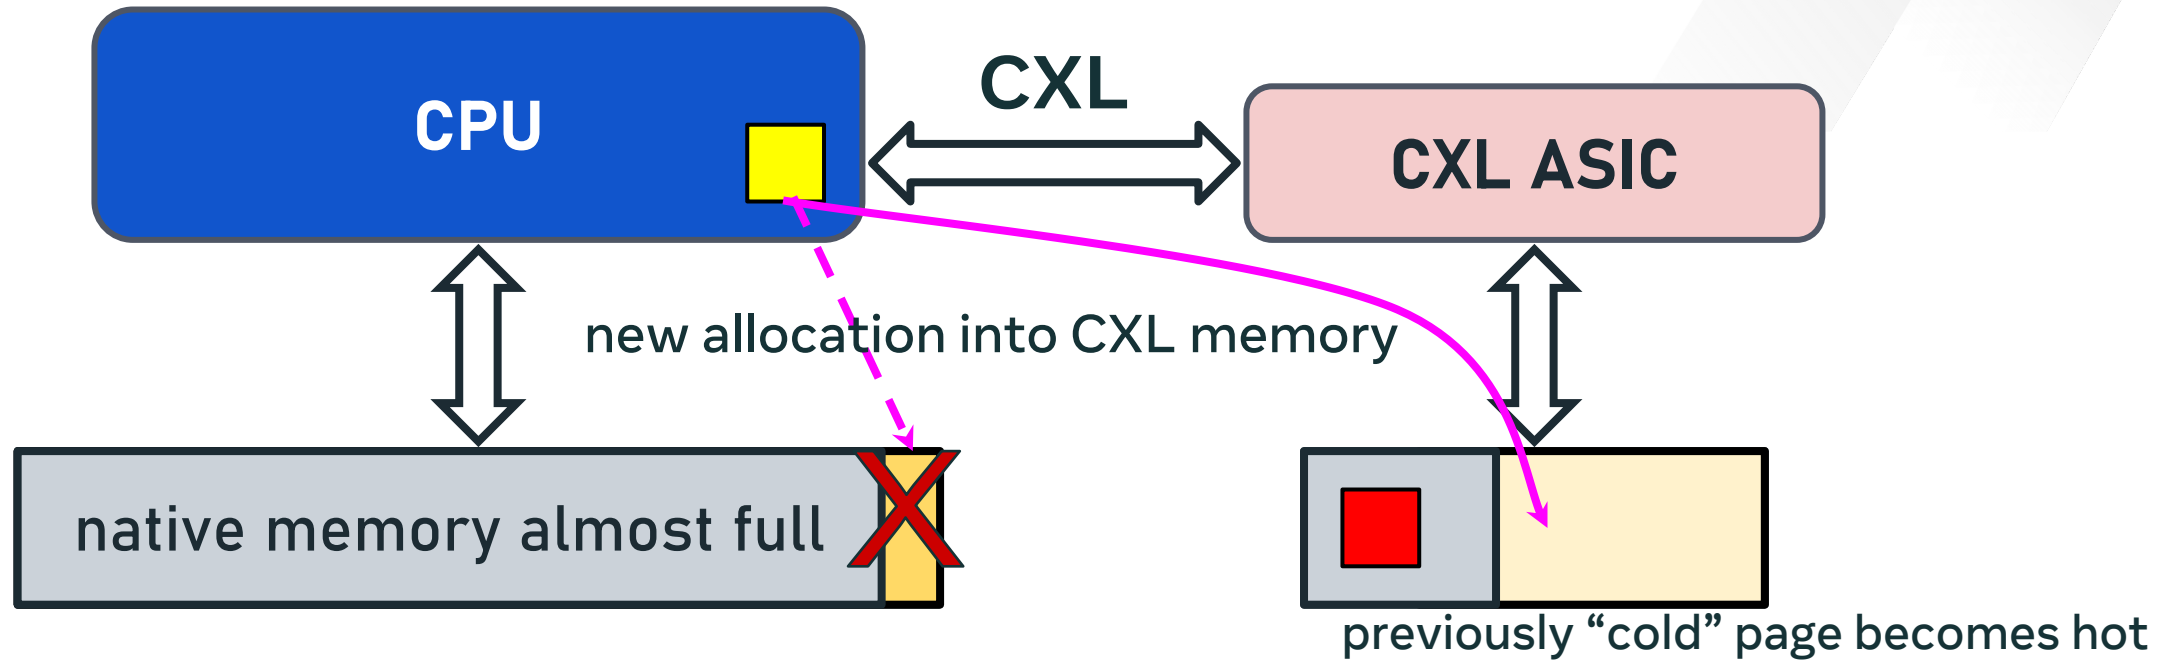 CPU
CXL
CXL ASIC
new allocation into CXL memory
native memory almost full
previously “cold” page becomes hot